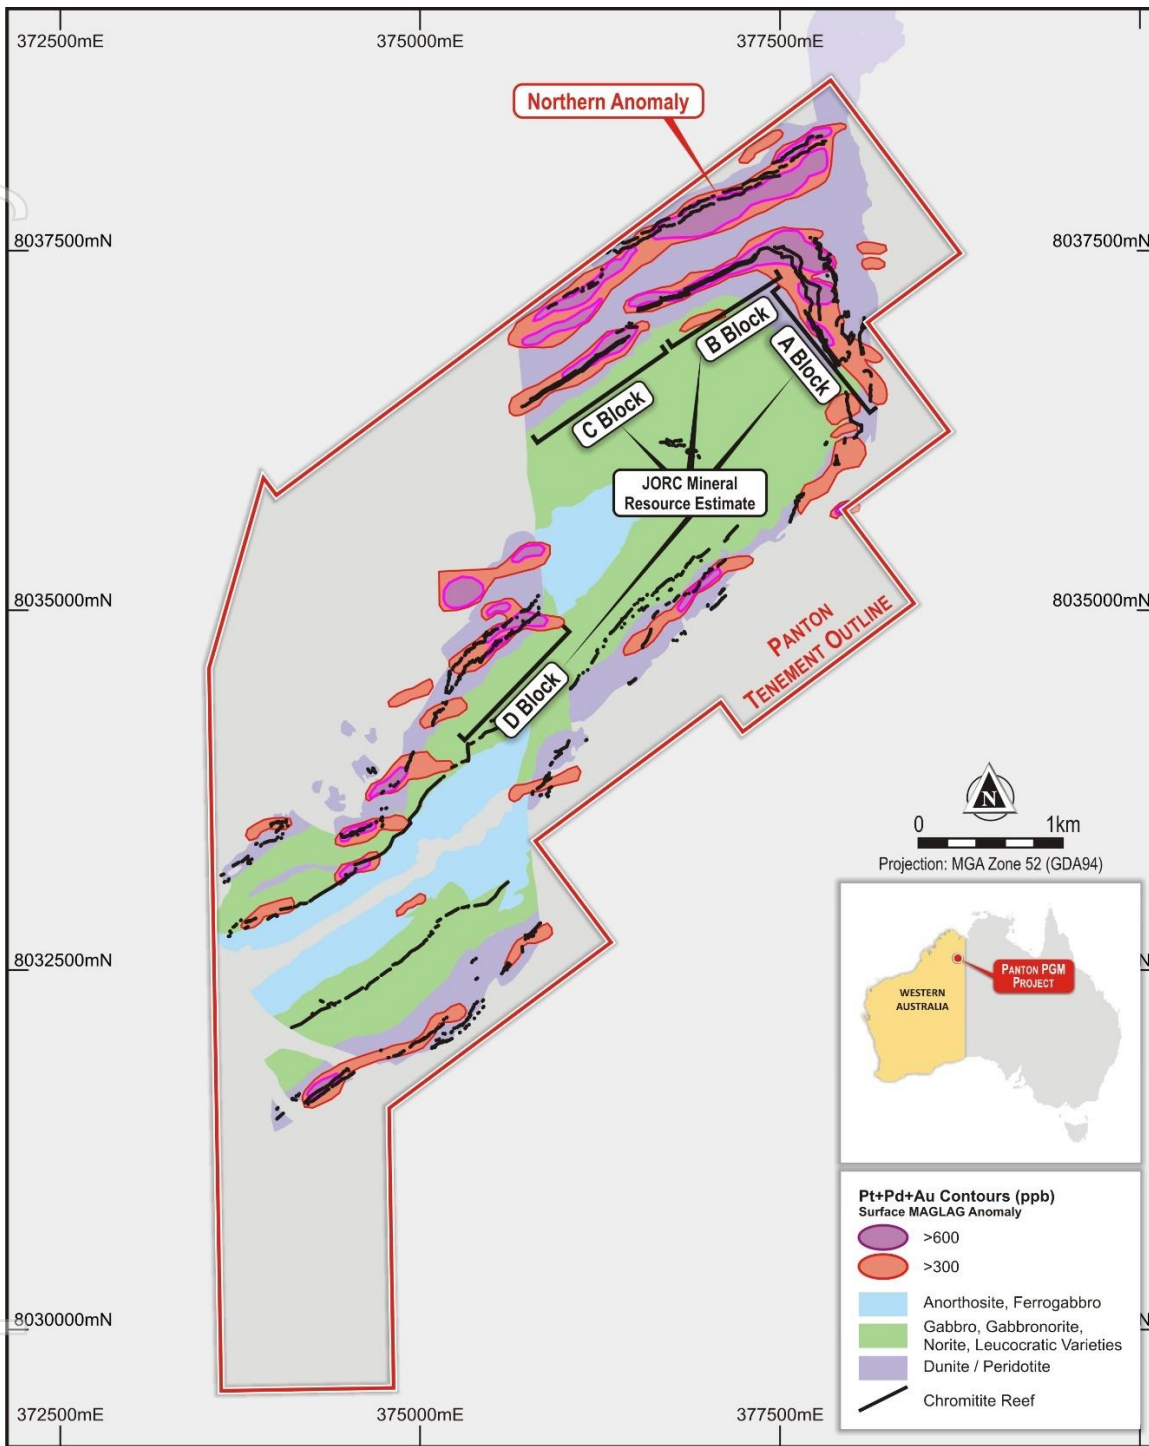 372500mE
375000mE
377500mE
Northern Anomaly
8037500mN
8037500mN
B Block
A Block
C Block
JORC Mineral
Resource Estimate
8035000mN
8035000mN
PANTON
TENEMENT OUTLINE
D Block
N
0
1km
Projection: MGA Zone 52 (GDA94)
8032500mN
N
WESTERN
AUSTRALIA
PANTON PGM
PROJECT
Pt+Pd+Au Contours (ppb)
Surface MAGLAG Anomaly
>600
>300
Anorthosite, Ferrogabbro
Gabbro, Gabbronorite,
Norite, Leucocratic Varieties
Dunite / Peridotite
Chromitite Reef
8030000mN
N
372500mE
375000mE
377500mE